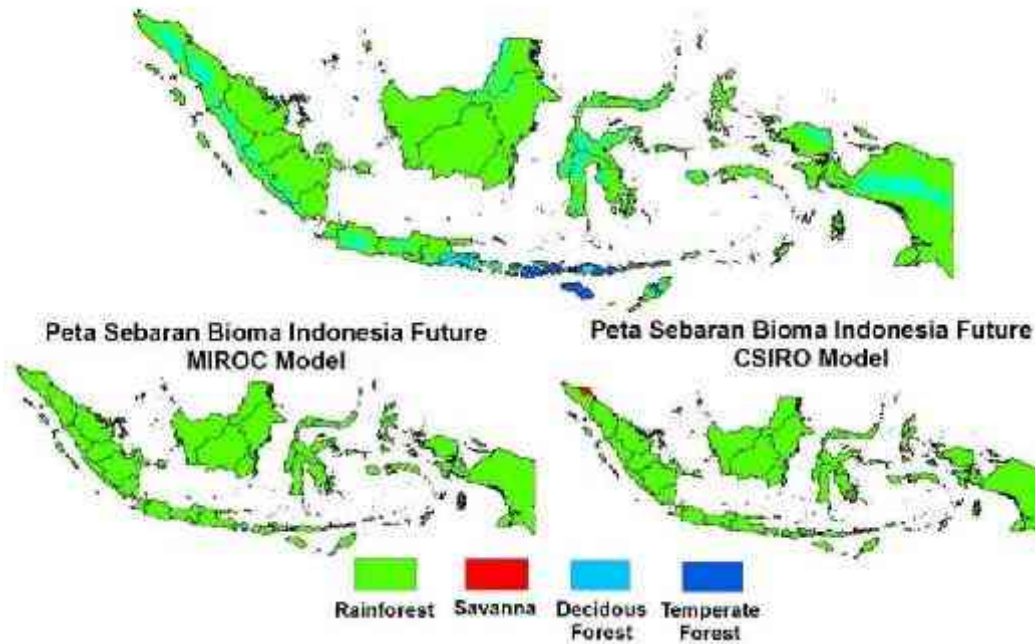 Peta Sebaran Bioma Indonesia Future
MIROC Model
Peta Sebaran Bioma Indonesia Future
CSIRO Model
Rainforest
Savanna
Decidous
Forest
Temperate
Forest